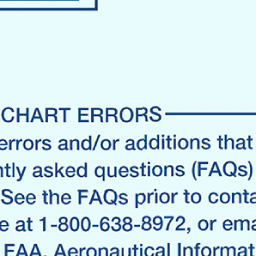 CHART ERRORS
errors and/or additions that
ntly asked questions (FAQs)
See the FAQs prior to conta
e at 1-800-638-8972, or ema
FAA, Aeronautical Informat